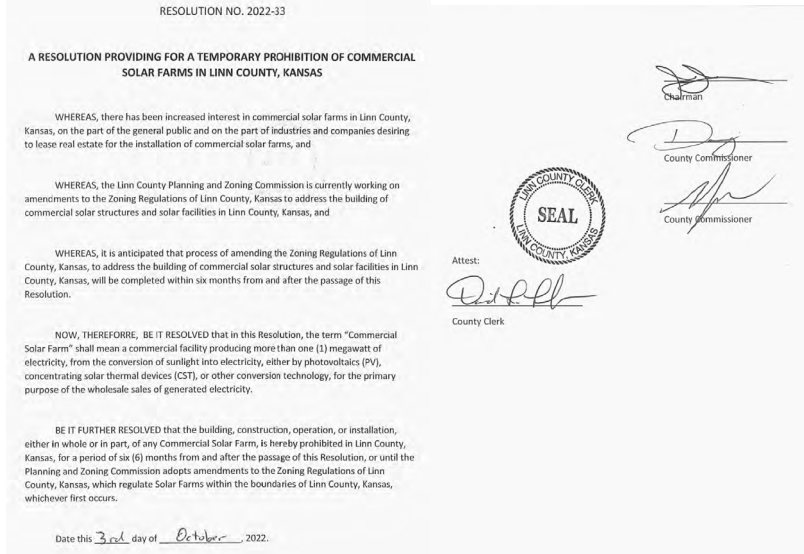 RESOLUTION NO. 2022-33
A RESOLUTION PROVIDING FOR A TEMPORARY PROHIBITION OF COMMERCIAL
SOLAR FARMS IN LINN COUNTY, KANSAS
WHEREAS, there has been increased interest in commercial solar farms in Linn County,
Kansas, on the part of the general public and on the part of industries and companies desiring
to lease real estate for the installation of commercial solar farms, and
WHEREAS, the Linn County Planning and Zoning Commission is currently working on
amendments to the Zoning Regulations of Linn County, Kansas to address the building of
commercial solar structures and solar facilities in Linn County, Kansas, and
WHEREAS, it is anticipated that process of amending the Zoning Regulations of Linn
County, Kansas, to address the building of commercial solar structures and solar facilities in Linn
County, Kansas, will be completed within six months from and after the passage of this
Resolution.
NOW, THEREFORRE, BE IT RESOLVED that in this Resolution, the term "Commercial
Solar Farm" shall mean a commercial facility producing more than one (1) megawatt of
electricity, from the conversion of sunlight into electricity, either by photovoltaics (PV),
concentrating solar thermal devices (CST), or other conversion technology, for the primary
purpose of the wholesale sales of generated electricity.
BE IT FURTHER RESOLVED that the building, construction, operation, or installation,
either in whole or in part, of any Commercial Solar Farm, is hereby prohibited in Linn County,
Kansas, for a period of six (6) months from and after the passage of this Resolution, or until the
Planning and Zoning Commission adopts amendments to the Zoning Regulations of Linn
County, Kansas, which regulate Solar Farms within the boundaries of Linn County, Kansas,
whichever first occurs.
Date this 3rd day of October, 2022.
Chairman
County Commissioner
County Commissioner
LINN COUNTY CLERK
SEAL
LINN COUNTY, KANSAS
Attest:
County Clerk